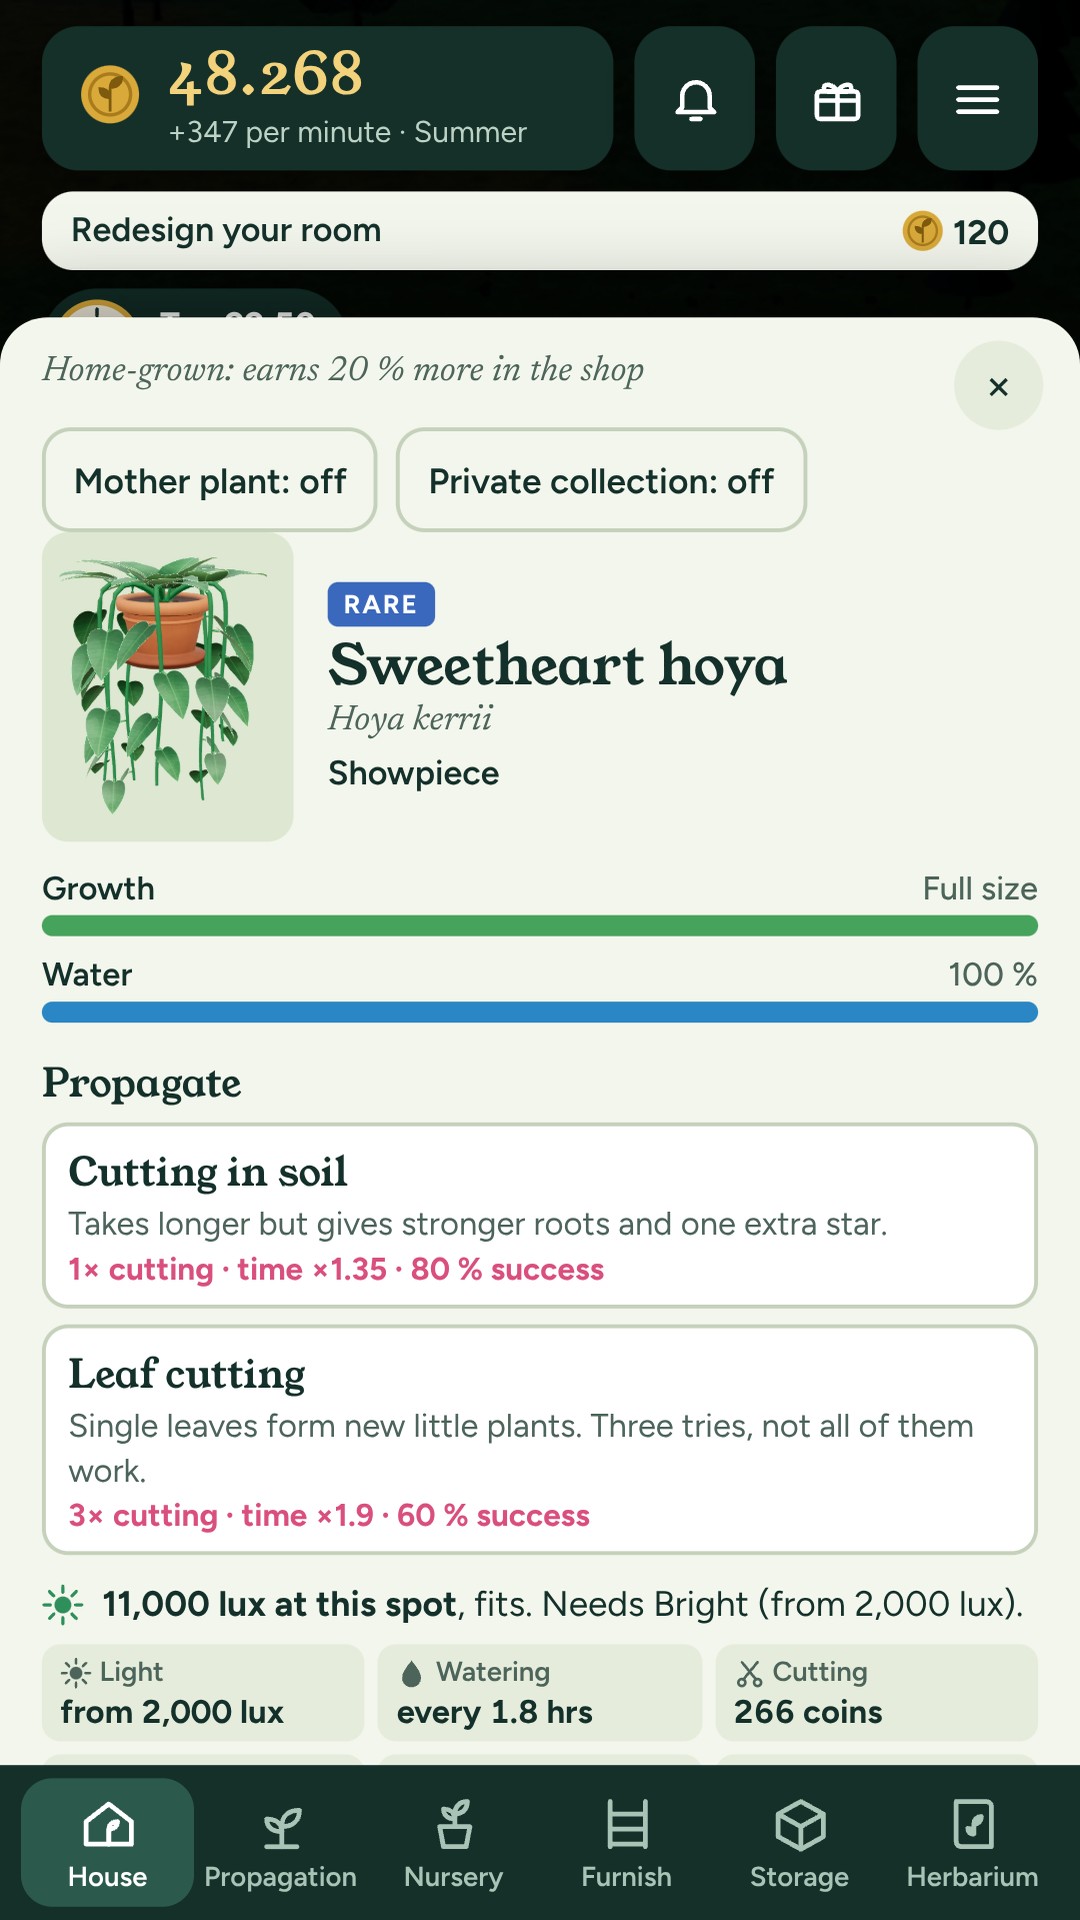 48.268
+347 per minute · Summer
Redesign your room
120
Home-grown: earns 20 % more in the shop
×
Mother plant: off
Private collection: off
RARE
Sweetheart hoya
Hoya kerrii
Showpiece
Growth
Full size
Water
100 %
Propagate
Cutting in soil
Takes longer but gives stronger roots and one extra star.
1× cutting · time ×1.35 · 80 % success
Leaf cutting
Single leaves form new little plants. Three tries, not all of them
work.
3× cutting · time ×1.9 · 60 % success
11,000 lux at this spot, fits. Needs Bright (from 2,000 lux).
Light
from 2,000 lux
Watering
every 1.8 hrs
Cutting
266 coins
House
Propagation
Nursery
Furnish
Storage
Herbarium